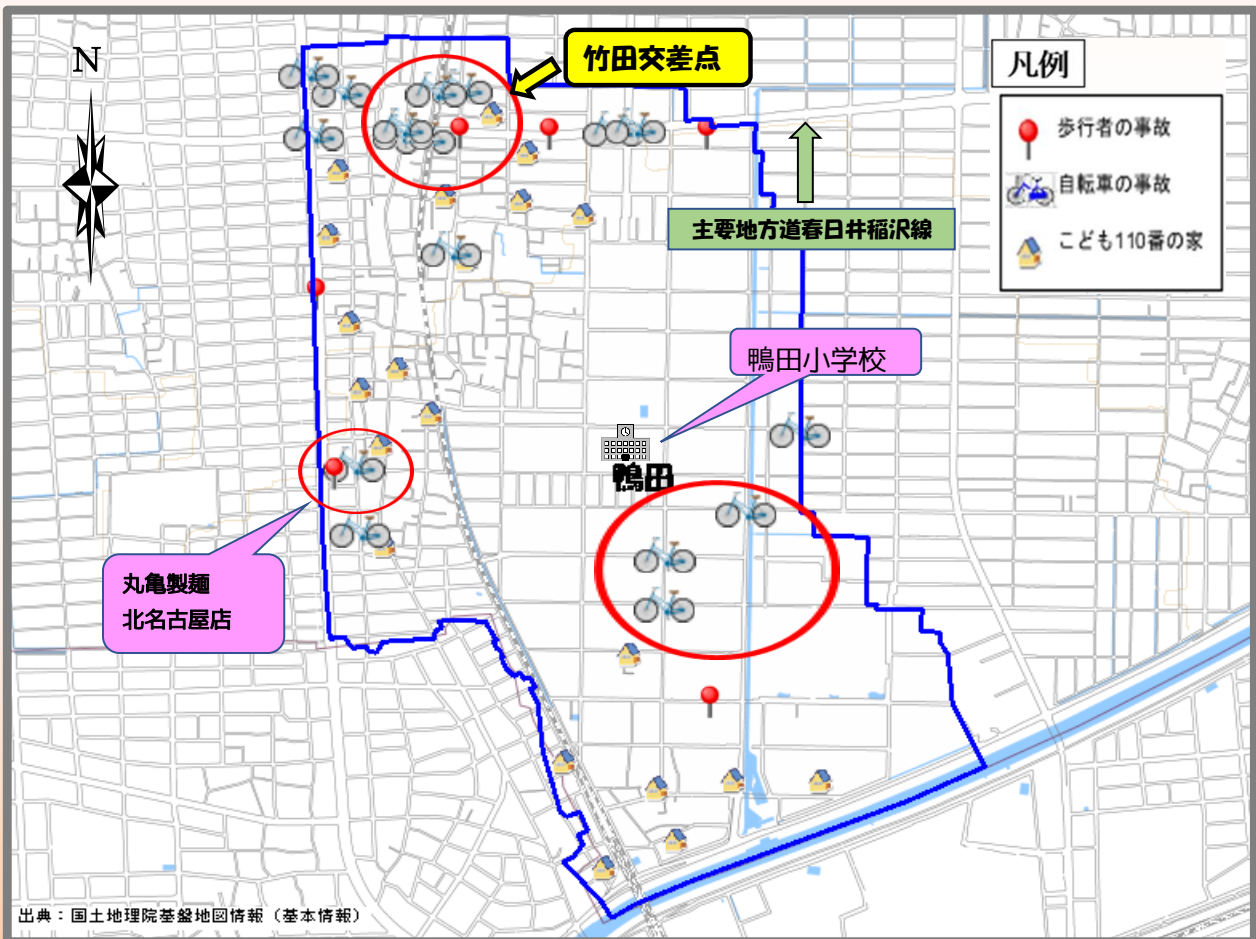 N
竹田交差点
凡例
歩行者の事故
自転車の事故
こども110番の家
主要地方道春日井稲沢線
鴨田小学校
鴨田
丸亀製麺
北名古屋店
出典：国土地理院基盤地図情報（基本情報）